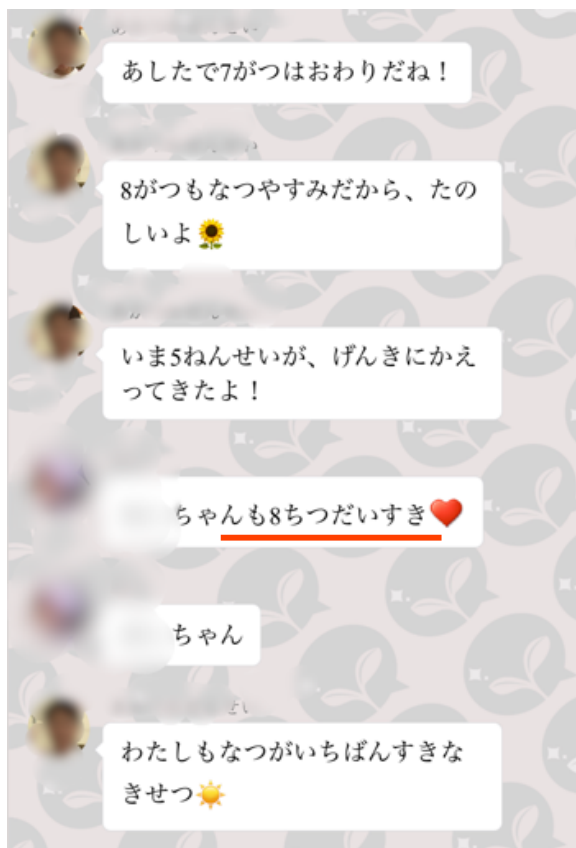 あしたで7がつはおわりだね！
8がつもなつやすみだから、たの
しいよ🌻
いま5ねんせいが、げんきにかえ
ってきたよ！
ちゃんも8ちつだいすき❤️
ちゃん
わたしもなつがいちばんすきな
きせつ☀️